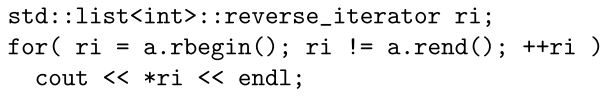 std::list<int>::reverse_iterator ri;
for( ri = a.rbegin(); ri != a.rend(); ++ri )
  cout << *ri << endl;